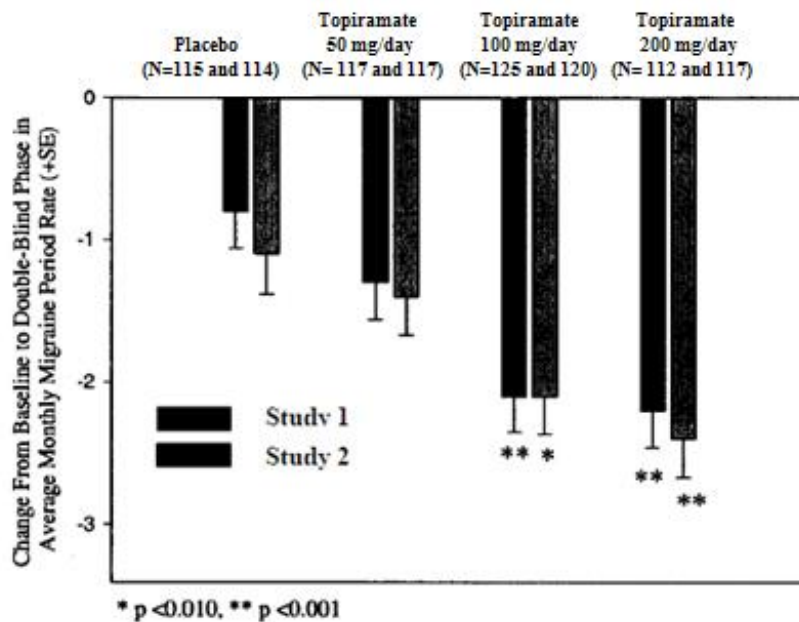 Placebo
(N=115 and 114)
Topiramate
50 mg/day
(N= 117 and 117)
Topiramate
100 mg/day
(N=125 and 120)
Topiramate
200 mg/day
(N= 112 and 117)
Change From Baseline to Double-Blind Phase in
Average Monthly Migraine Period Rate (+SE)
0
-1
-2
-3
Study 1
Study 2
** *
**
**
* p <0.010, ** p <0.001